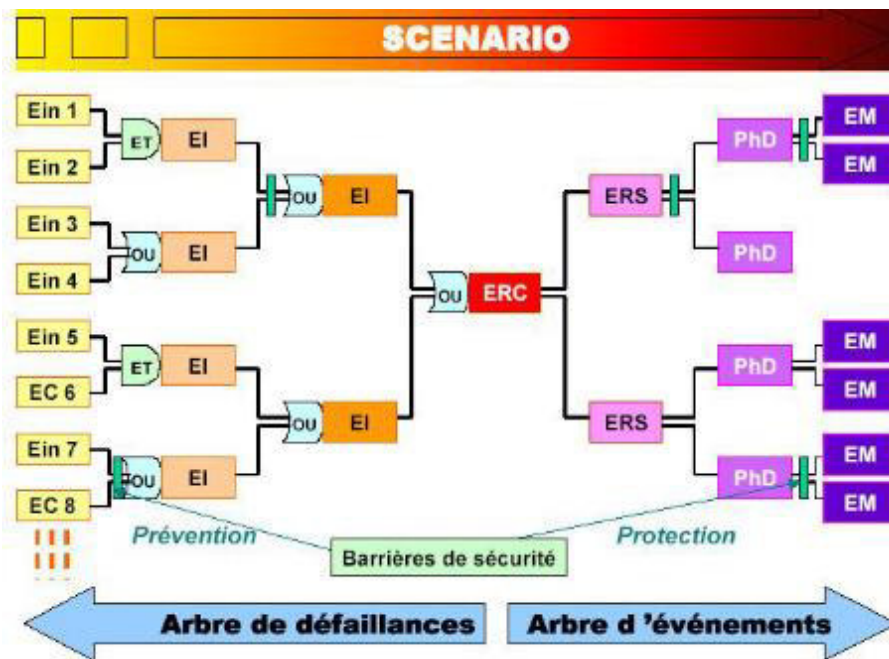 SCENARIO
Ein 1
Ein 2
Ein 3
Ein 4
Ein 5
EC 6
Ein 7
EC 8
ET
EI
OU
EI
ET
EI
OU
EI
OU
EI
OU
EI
OU
ERC
ERS
ERS
PhD
PhD
PhD
PhD
EM
EM
EM
EM
EM
EM
Prévention
Barrières de sécurité
Protection
Arbre de défaillances
Arbre d ’événements